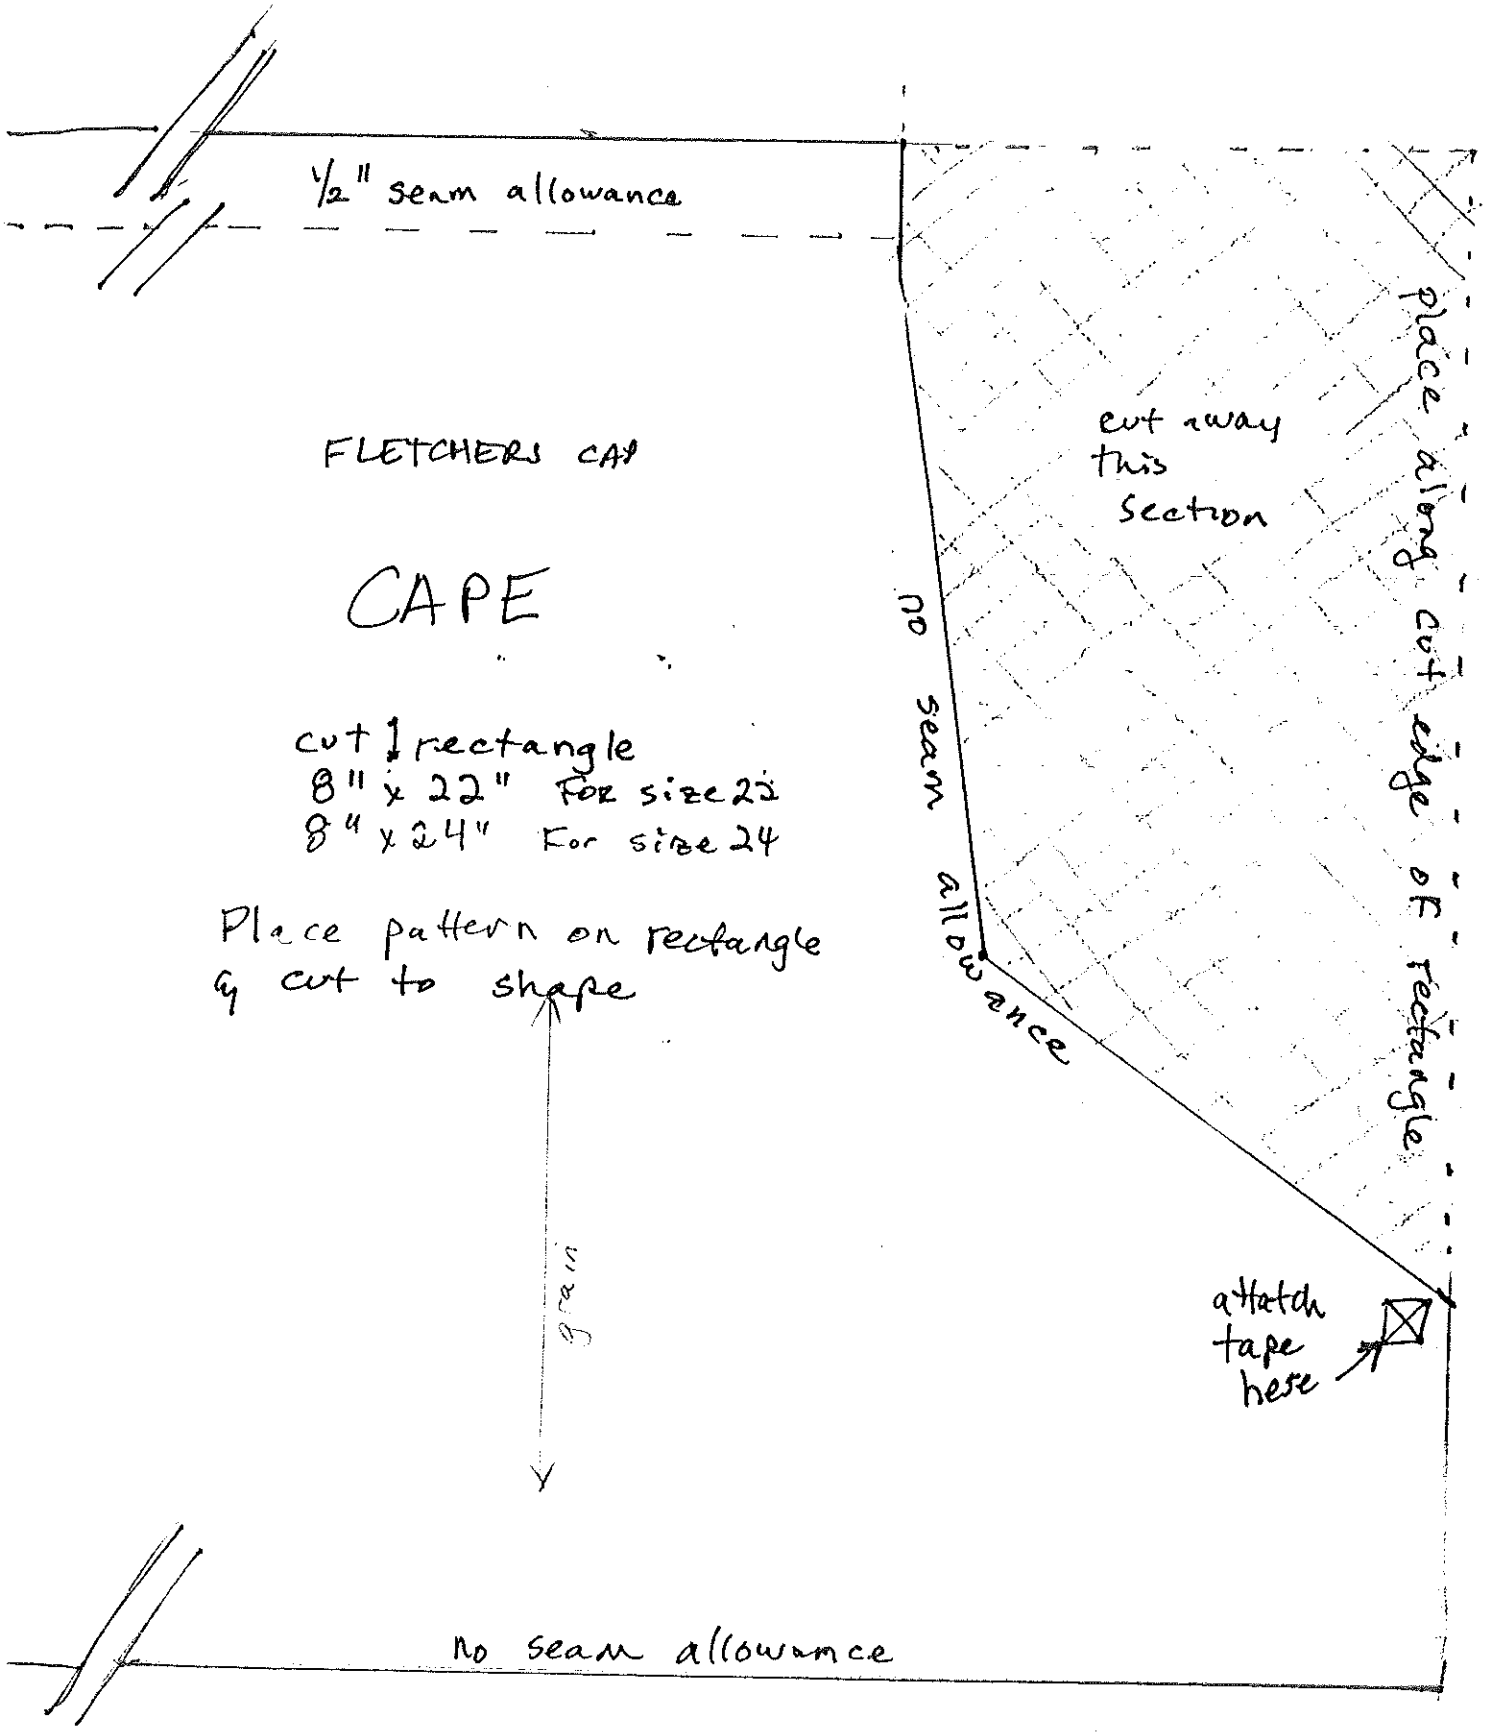 1/2" seam allowance
FLETCHERS CAP
CAPE
cut 1 rectangle
8" x 22" For size 22
8" x 24" For size 24
Place pattern on rectangle
& cut to shape
grain
no seam allowance
cut away
this
section
place along cut edge of rectangle
attatch
tape
here
no seam allowance